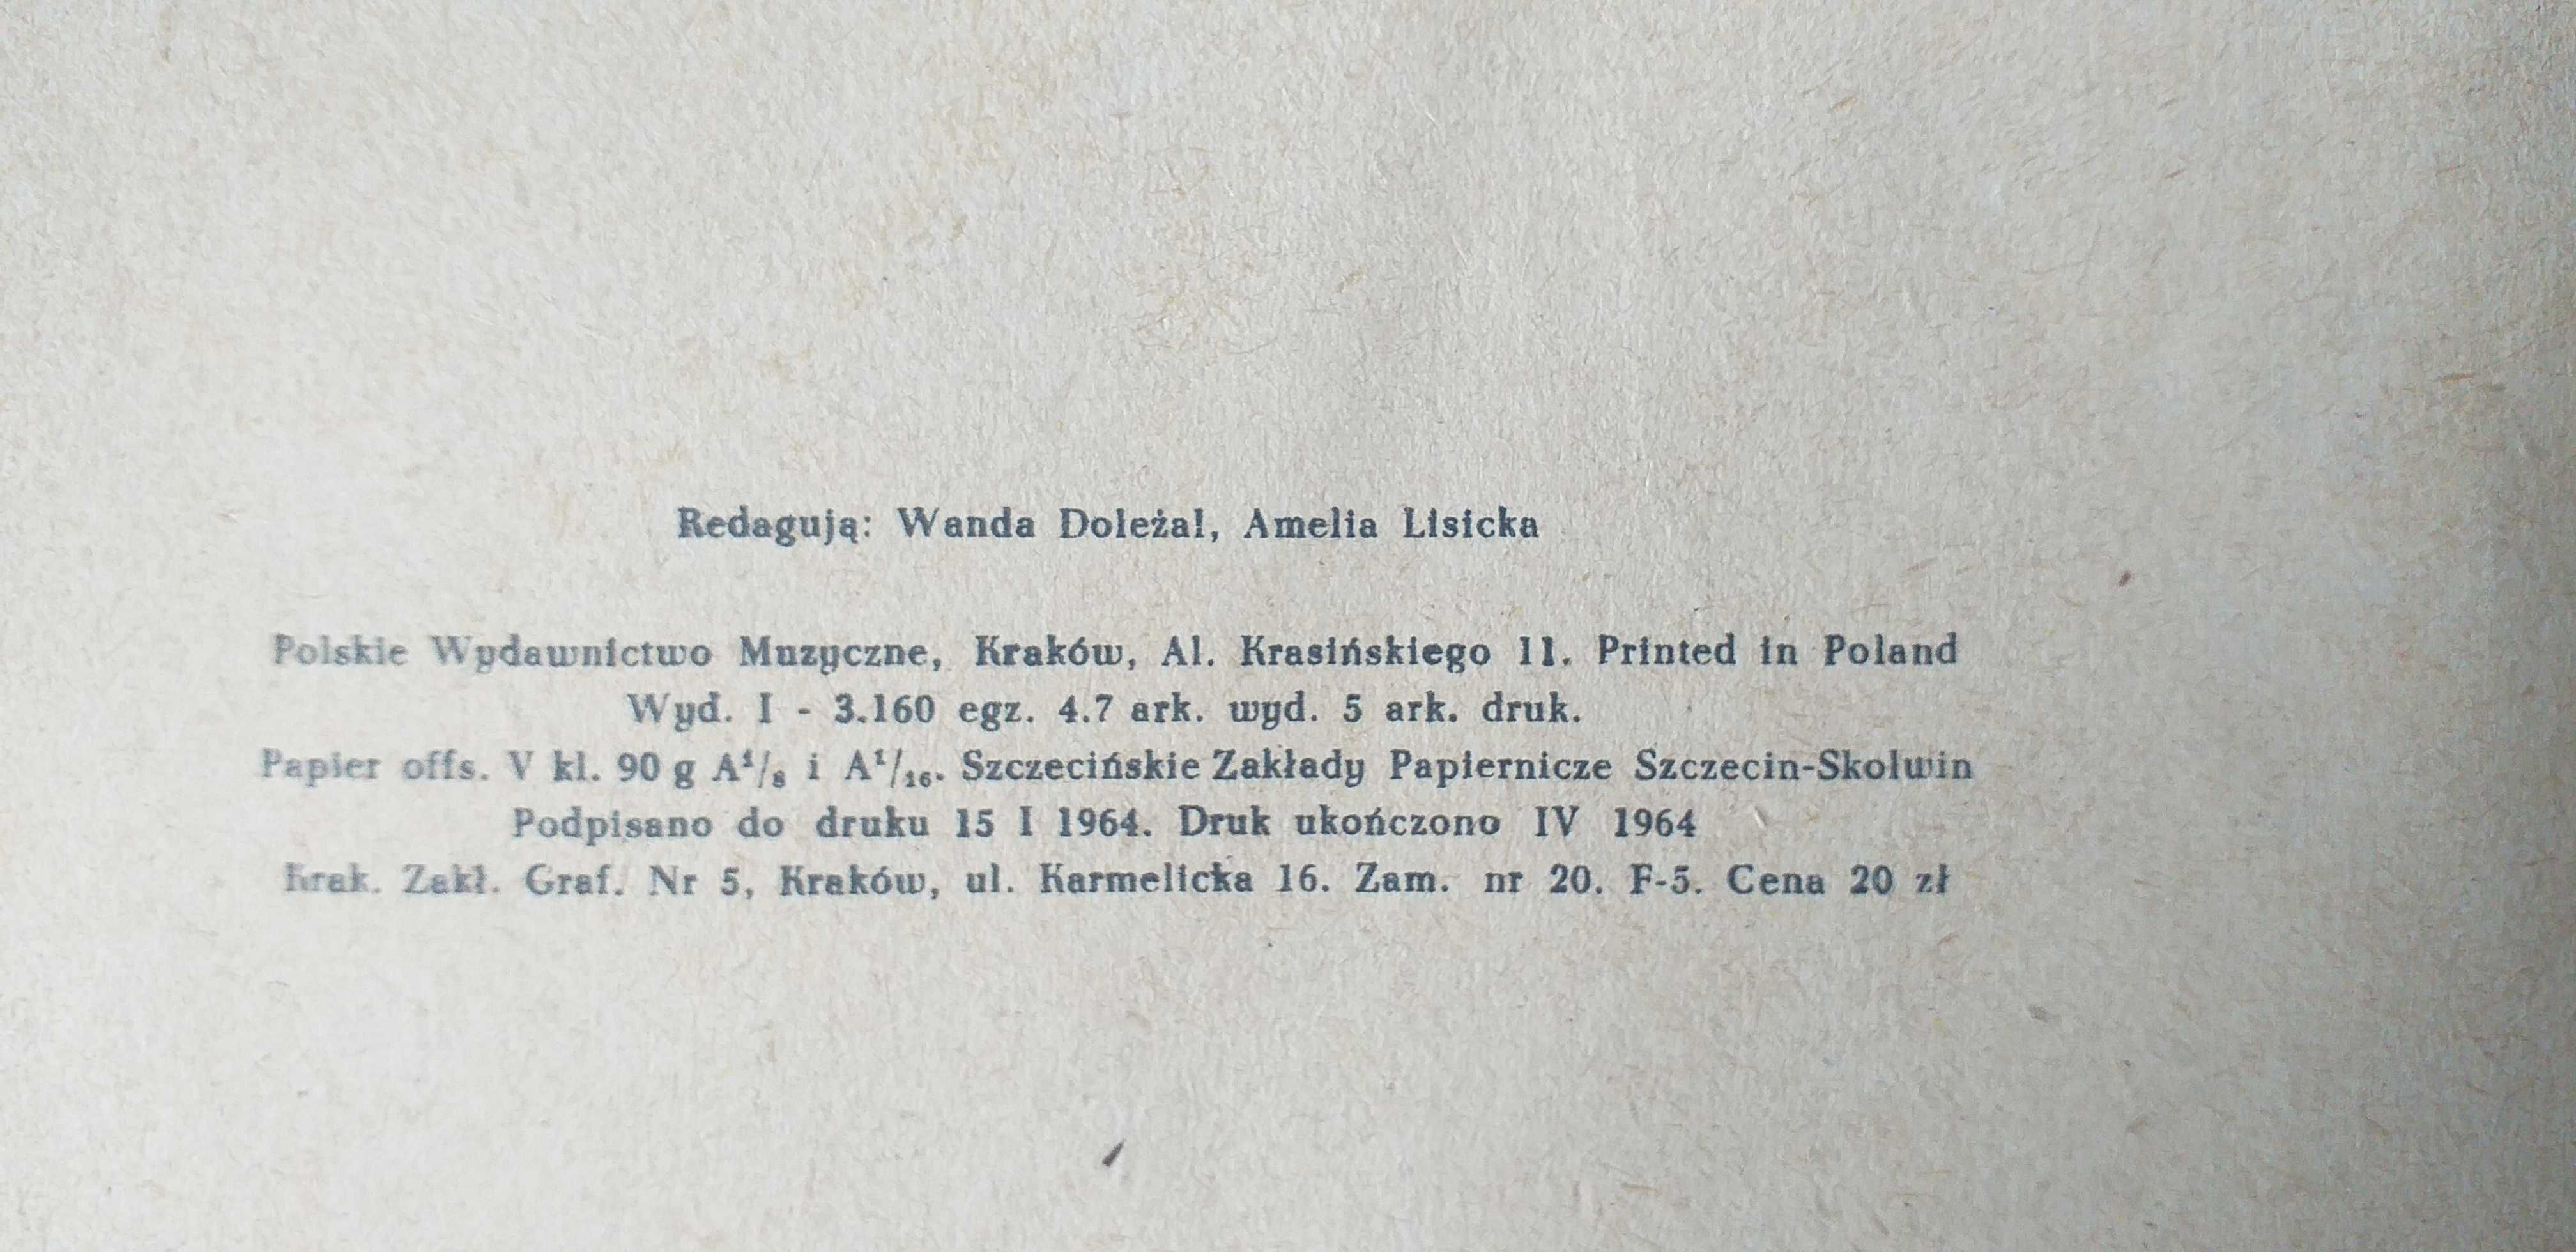 Redagują: Wanda Doleżal, Amelia Lisicka
Polskie Wydawnictwo Muzyczne, Kraków, Al. Krasińskiego 11. Printed in Poland
Wyd. I - 3.160 egz. 4.7 ark. wyd. 5 ark. druk.
Papier offs. V kl. 90 g A¹/₈ i A¹/₁₆. Szczecińskie Zakłady Papiernicze Szczecin-Skolwin
Podpisano do druku 15 I 1964. Druk ukończono IV 1964
Krak. Zakł. Graf. Nr 5, Kraków, ul. Karmelicka 16. Zam. nr 20. F-5. Cena 20 zł